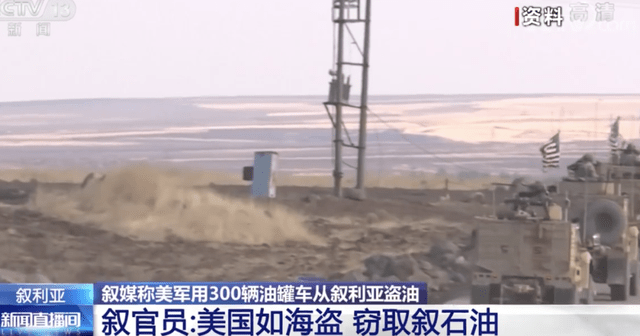 CTV 13
新闻
资料
高清
叙利亚
新闻直播间
叙媒称美军用300辆油罐车从叙利亚盗油
叙官员:美国如海盗 窃取叙石油